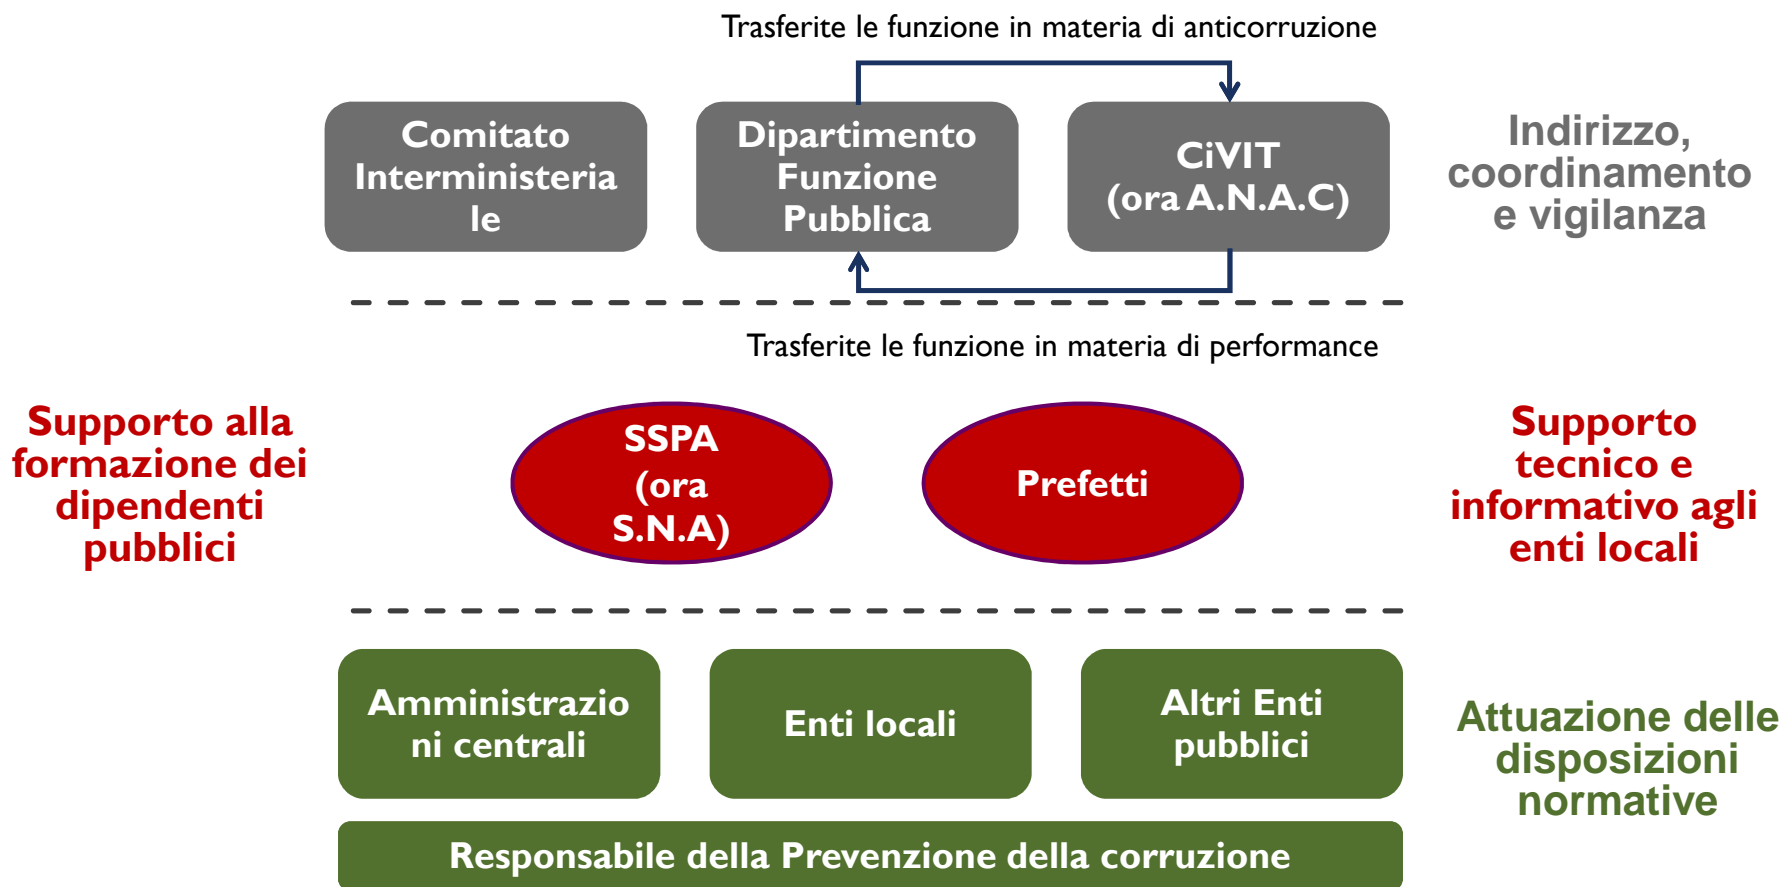 Trasferite le funzione in materia di anticorruzione
Comitato
Interministeria
le
Dipartimento
Funzione
Pubblica
CiVIT
(ora A.N.A.C)
Indirizzo,
coordinamento
e vigilanza
Trasferite le funzione in materia di performance
Supporto alla
formazione dei
dipendenti
pubblici
SSPA
(ora
S.N.A)
Prefetti
Supporto
tecnico e
informativo agli
enti locali
Amministrazio
ni centrali
Enti locali
Altri Enti
pubblici
Attuazione delle
disposizioni
normative
Responsabile della Prevenzione della corruzione